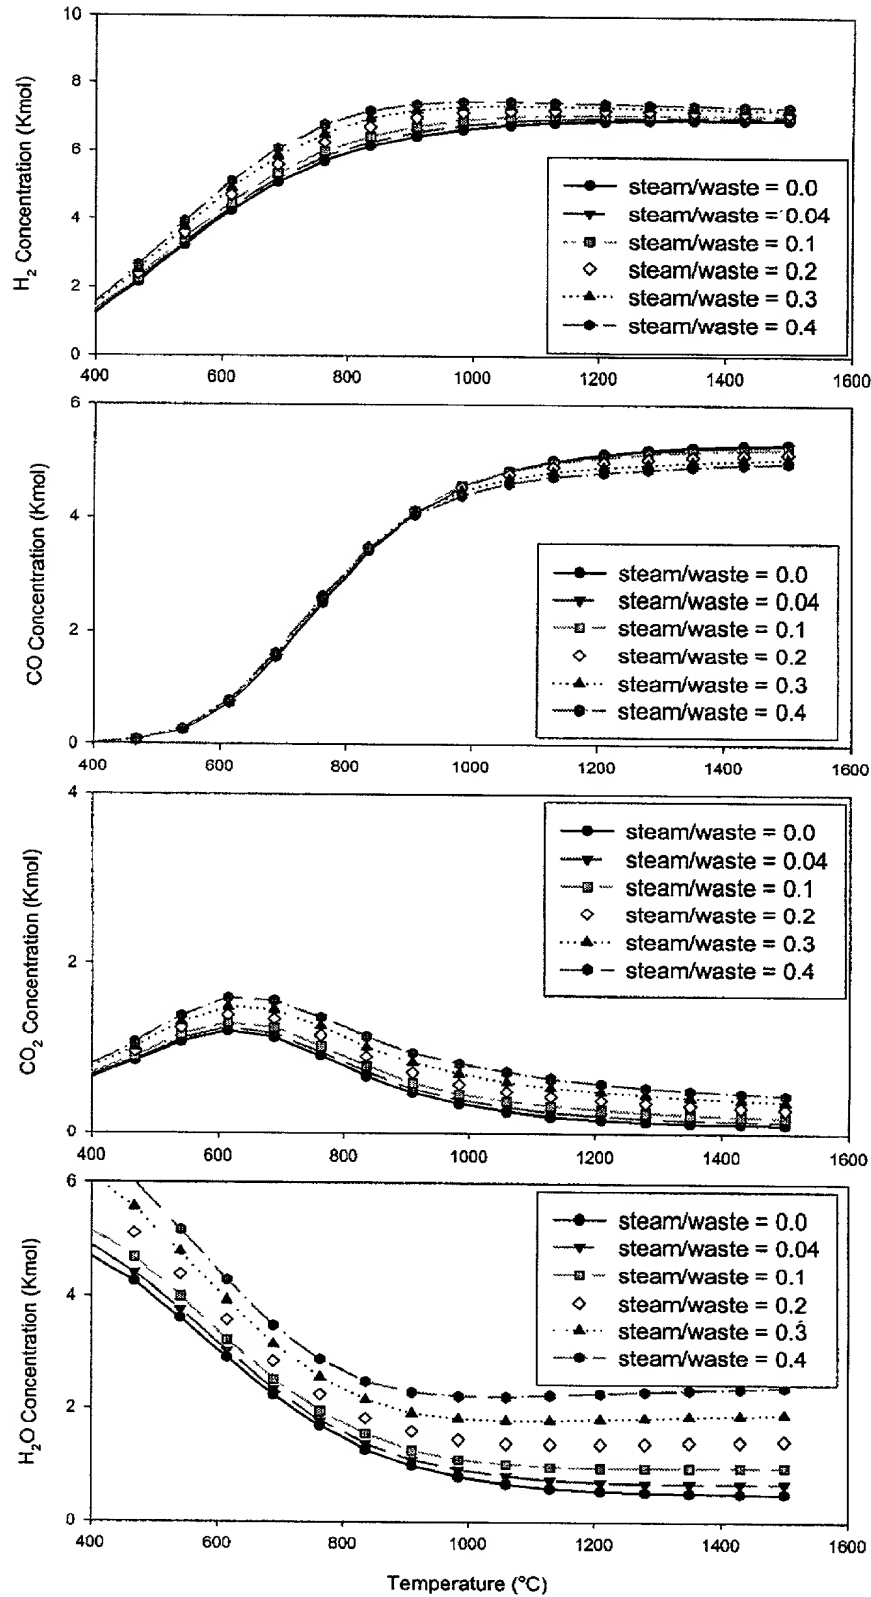 H2 Concentration (Kmol)
10
8
6
4
2
0
steam/waste = 0.0
steam/waste = 0.04
steam/waste = 0.1
steam/waste = 0.2
steam/waste = 0.3
steam/waste = 0.4
400 600 800 1000 1200 1400 1600
CO Concentration (Kmol)
6
4
2
0
steam/waste = 0.0
steam/waste = 0.04
steam/waste = 0.1
steam/waste = 0.2
steam/waste = 0.3
steam/waste = 0.4
400 600 800 1000 1200 1400 1600
CO2 Concentration (Kmol)
4
2
0
steam/waste = 0.0
steam/waste = 0.04
steam/waste = 0.1
steam/waste = 0.2
steam/waste = 0.3
steam/waste = 0.4
400 600 800 1000 1200 1400 1600
H2O Concentration (Kmol)
6
4
2
0
steam/waste = 0.0
steam/waste = 0.04
steam/waste = 0.1
steam/waste = 0.2
steam/waste = 0.3
steam/waste = 0.4
400 600 800 1000 1200 1400 1600
Temperature (°C)